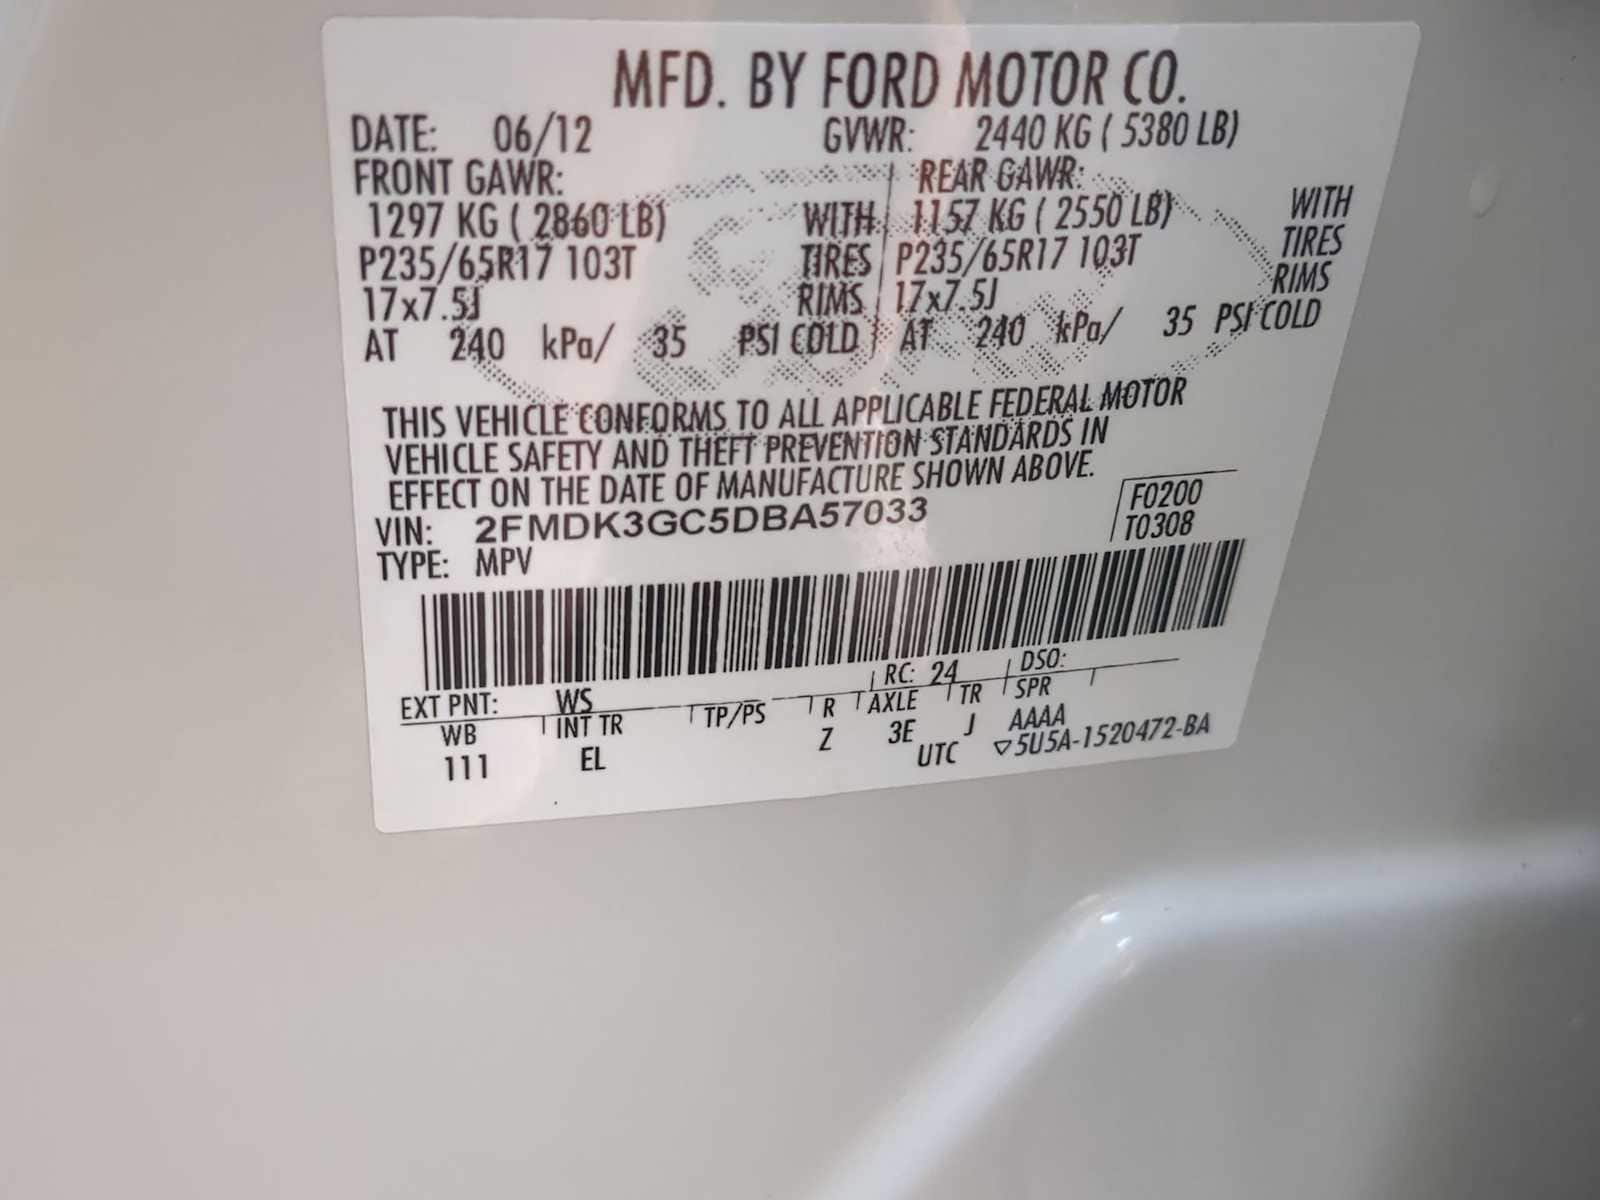 MFD. BY FORD MOTOR CO.
DATE: 06/12 GVWR: 2440 KG ( 5380 LB)
FRONT GAWR: REAR GAWR:
1297 KG ( 2860 LB) WITH 1157 KG ( 2550 LB) WITH
P235/65R17 103T TIRES P235/65R17 103T TIRES
17x7.5J RIMS 17x7.5J RIMS
AT 240 kPa/ 35 PSI COLD AT 240 kPa/ 35 PSI COLD
THIS VEHICLE CONFORMS TO ALL APPLICABLE FEDERAL MOTOR
VEHICLE SAFETY AND THEFT PREVENTION STANDARDS IN
EFFECT ON THE DATE OF MANUFACTURE SHOWN ABOVE.
VIN: 2FMDK3GC5DBA57033 F0200
TYPE: MPV T0308
EXT PNT: WS RC: 24 DSO:
WB INT TR TP/PS R AXLE TR SPR
111 EL Z 3E J AAAA
UTC ▽5U5A-1520472-BA